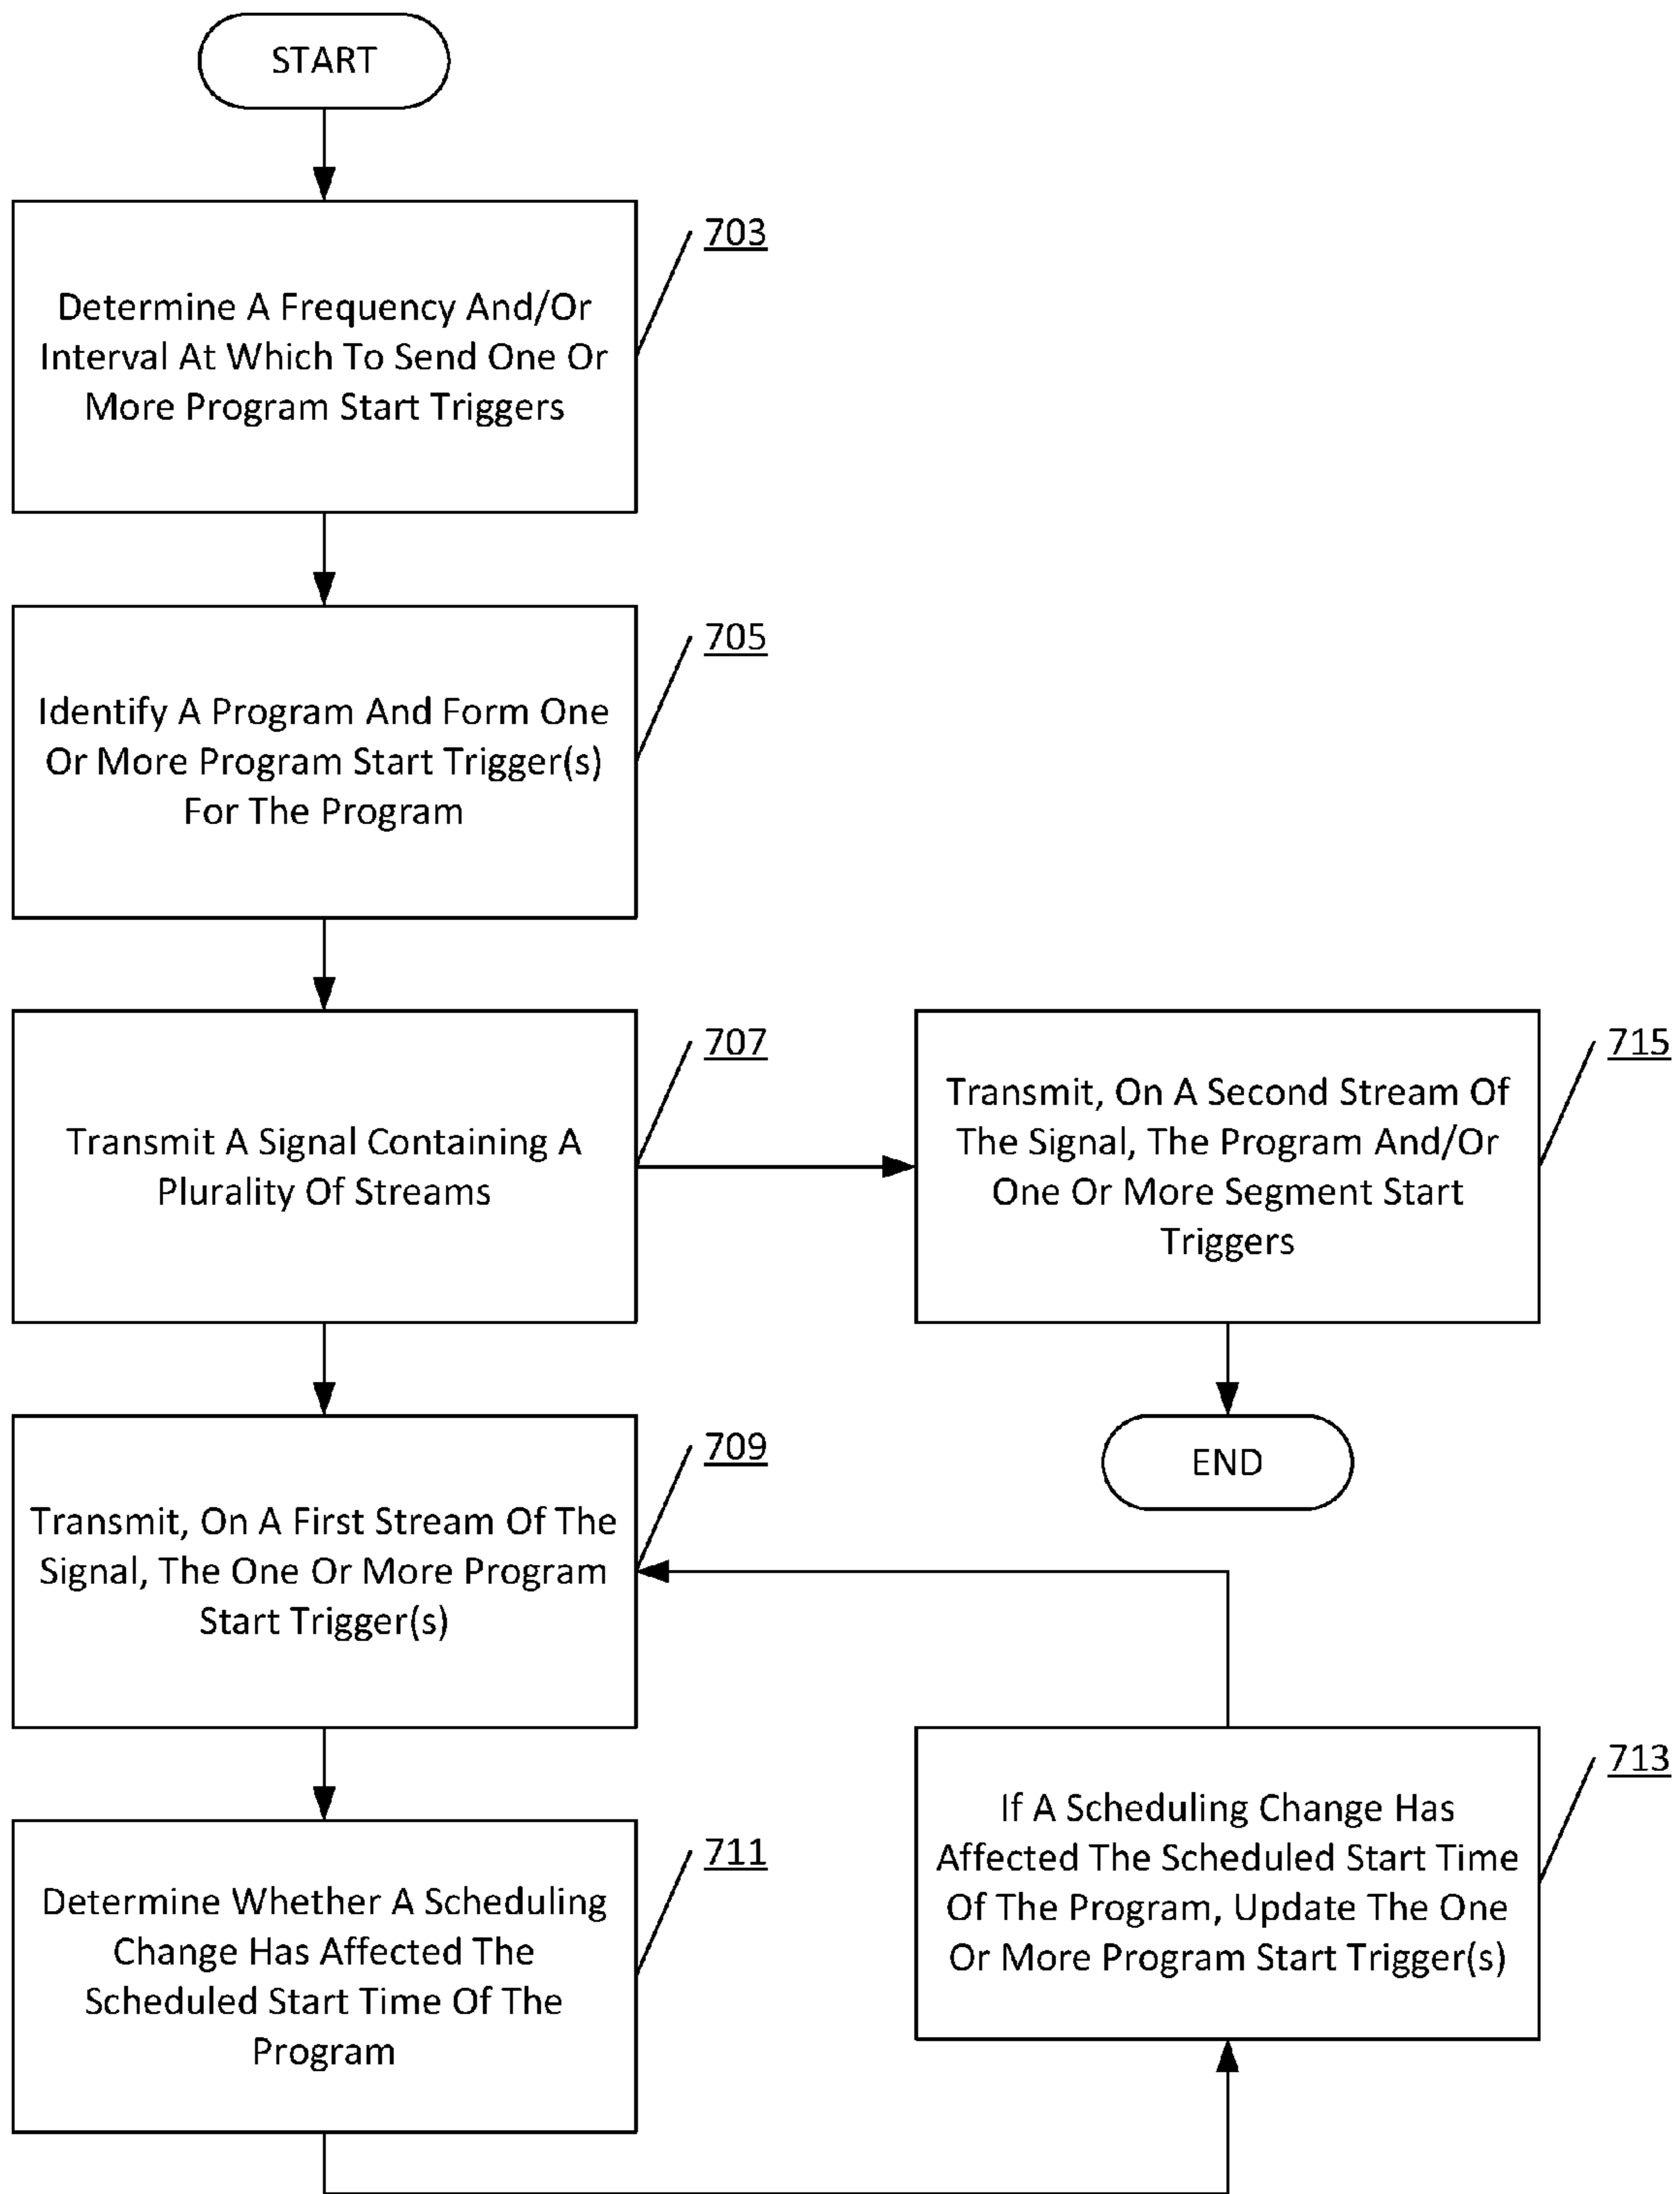 START
703
Determine A Frequency And/Or
Interval At Which To Send One Or
More Program Start Triggers
705
Identify A Program And Form One
Or More Program Start Trigger(s)
For The Program
707
Transmit A Signal Containing A
Plurality Of Streams
715
Transmit, On A Second Stream Of
The Signal, The Program And/Or
One Or More Segment Start
Triggers
END
709
Transmit, On A First Stream Of The
Signal, The One Or More Program
Start Trigger(s)
711
Determine Whether A Scheduling
Change Has Affected The
Scheduled Start Time Of The
Program
713
If A Scheduling Change Has
Affected The Scheduled Start Time
Of The Program, Update The One
Or More Program Start Trigger(s)